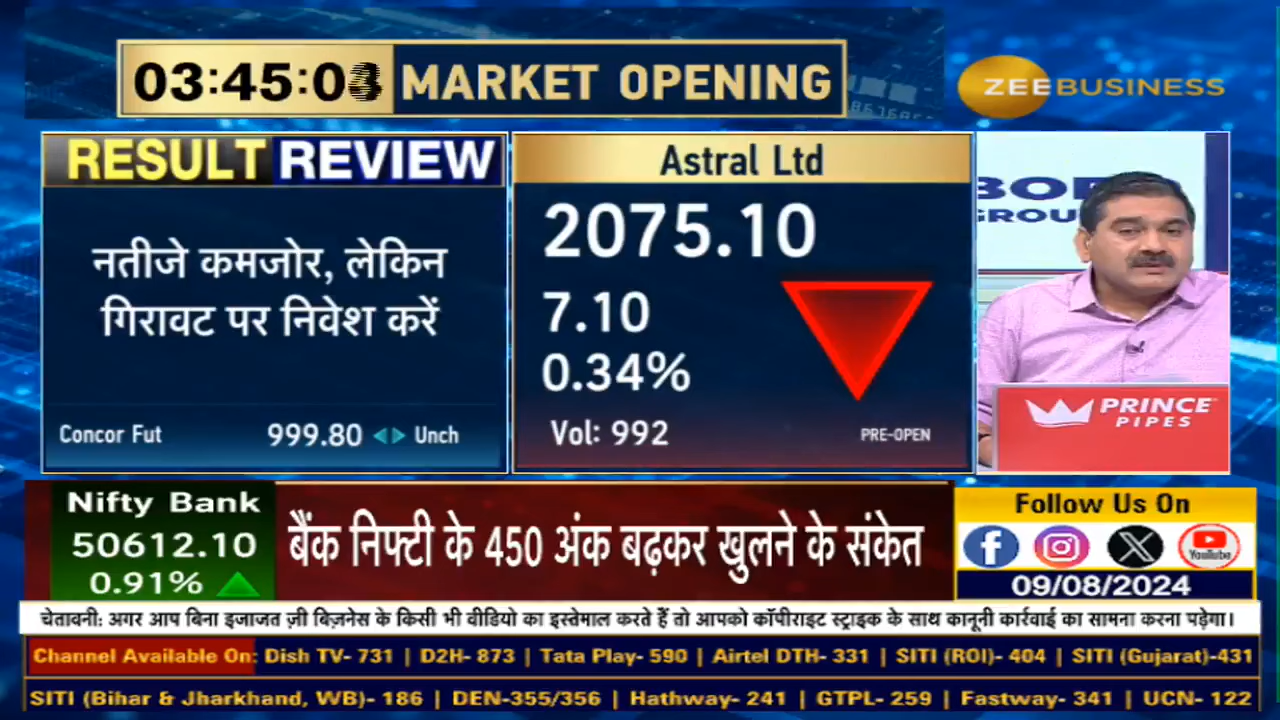 03:45:03 MARKET OPENING
ZEEBUSINESS
RESULT REVIEW
नतीजे कमजोर, लेकिन
गिरावट पर निवेश करें
Concor Fut 999.80 Unch
Astral Ltd
2075.10
7.10
0.34%
Vol: 992 PRE-OPEN
GROU
PRINCE
PIPES
Nifty Bank
50612.10
0.91%
बैंक निफ्टी के 450 अंक बढ़कर खुलने के संकेत
Follow Us On
YouTube
09/08/2024
चेतावनी: अगर आप बिना इजाजत ज़ी बिज़नेस के किसी भी वीडियो का इस्तेमाल करते हैं तो आपको कॉपीराइट स्ट्राइक के साथ कानूनी कार्रवाई का सामना करना पड़ेगा।
Channel Available On: Dish TV- 731 | D2H- 873 | Tata Play- 590 | Airtel DTH- 331 | SITI (ROI)- 404 | SITI (Gujarat)-431
SITI (Bihar & Jharkhand, WB)- 186 | DEN-355/356 | Hathway- 241 | GTPL- 259 | Fastway- 341 | UCN- 122